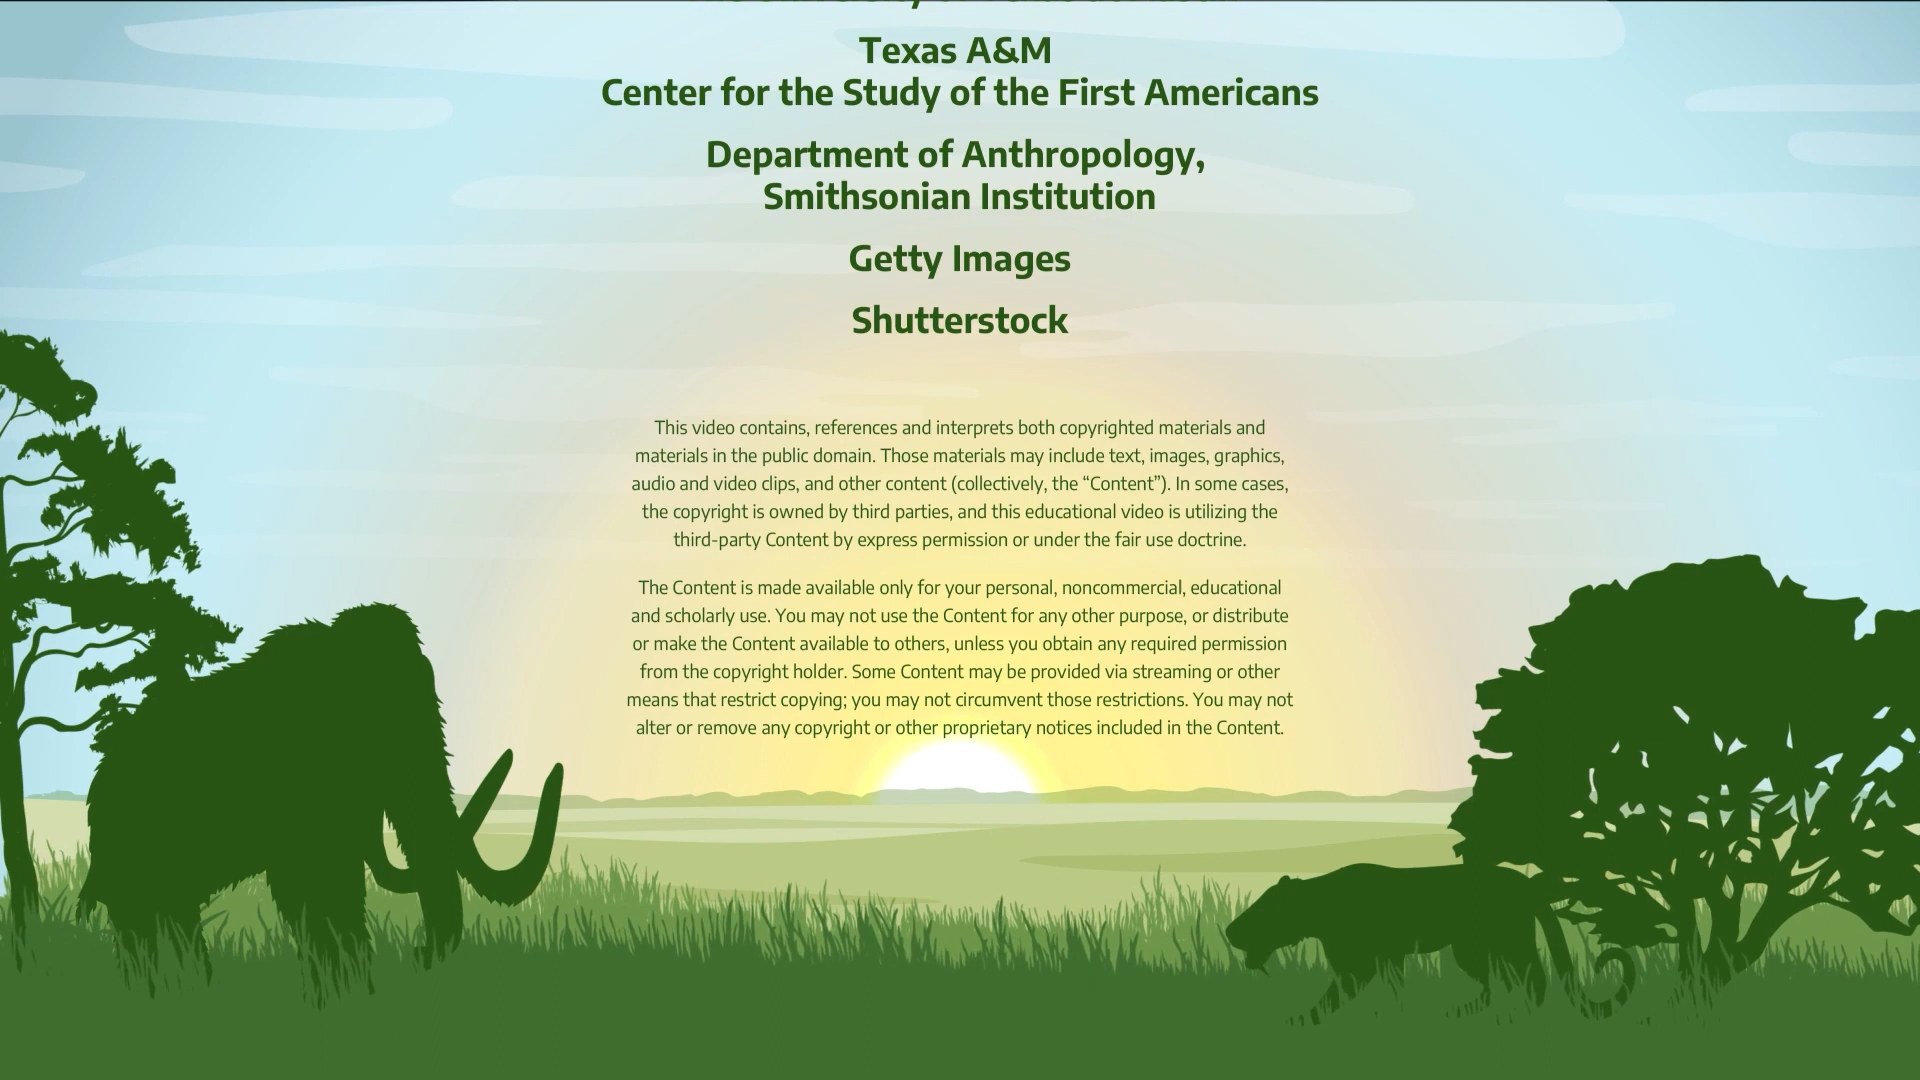 Texas A&M
Center for the Study of the First Americans
Department of Anthropology,
Smithsonian Institution
Getty Images
Shutterstock
This video contains, references and interprets both copyrighted materials and
materials in the public domain. Those materials may include text, images, graphics,
audio and video clips, and other content (collectively, the “Content”). In some cases,
the copyright is owned by third parties, and this educational video is utilizing the
third-party Content by express permission or under the fair use doctrine.
The Content is made available only for your personal, noncommercial, educational
and scholarly use. You may not use the Content for any other purpose, or distribute
or make the Content available to others, unless you obtain any required permission
from the copyright holder. Some Content may be provided via streaming or other
means that restrict copying; you may not circumvent those restrictions. You may not
alter or remove any copyright or other proprietary notices included in the Content.